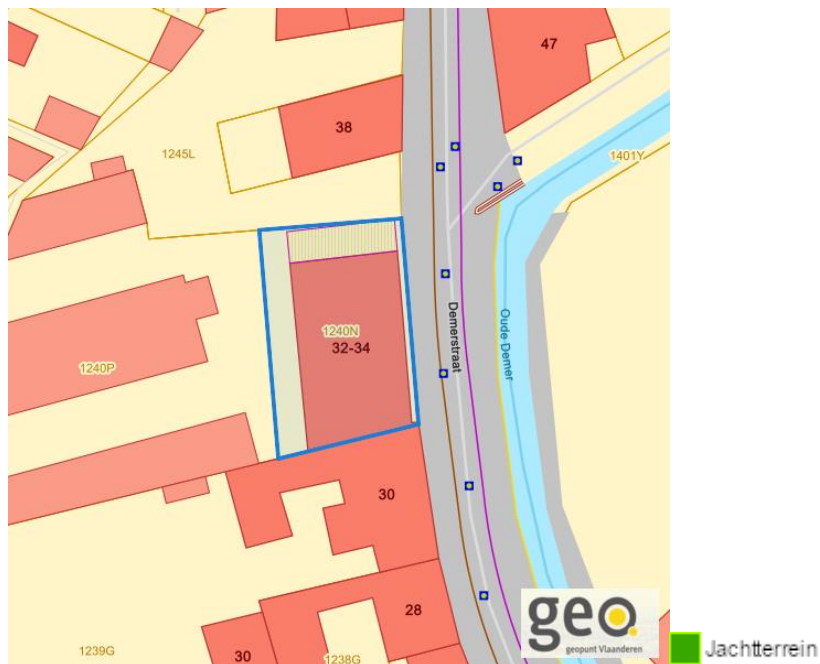 47
38
1245L
1401Y
1240N
32-34
Demerstraat
Oude Demer
1240P
30
28
1239G
30
1238G
geo.
geopunt Vlaanderen
Jachtterrein